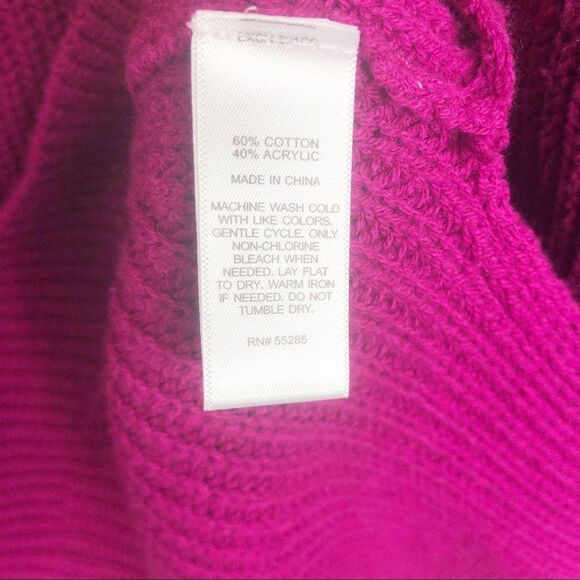 60% COTTON
40% ACRYLIC
MADE IN CHINA
MACHINE WASH COLD
WITH LIKE COLORS.
GENTLE CYCLE. ONLY
NON-CHLORINE
BLEACH WHEN
NEEDED. LAY FLAT
TO DRY. WARM IRON
IF NEEDED. DO NOT
TUMBLE DRY.
RN# 55285